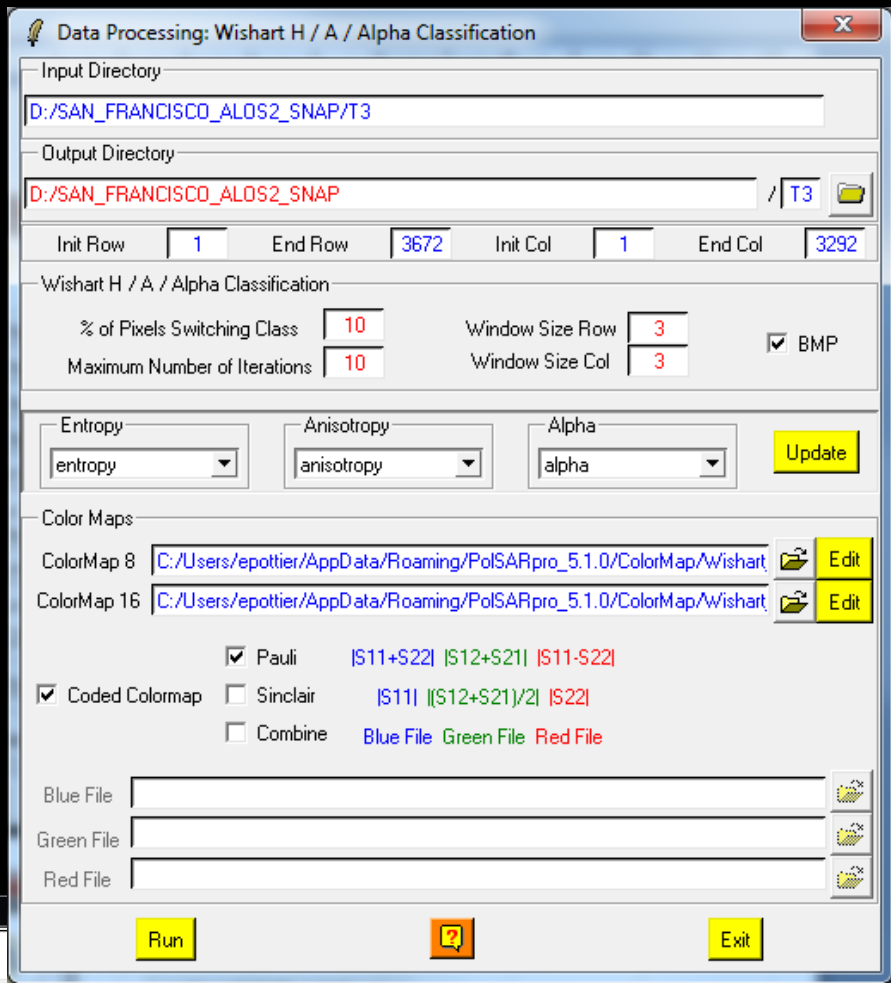 Data Processing: Wishart H / A / Alpha Classification
Input Directory
D:/SAN_FRANCISCO_ALOS2_SNAP/T3
Output Directory
D:/SAN_FRANCISCO_ALOS2_SNAP / T3
Init Row 1 End Row 3672 Init Col 1 End Col 3292
Wishart H / A / Alpha Classification
% of Pixels Switching Class 10 Window Size Row 3
BMP
Maximum Number of Iterations 10 Window Size Col 3
Entropy Anisotropy Alpha
entropy anisotropy alpha Update
Color Maps
ColorMap 8 C:/Users/epottier/AppData/Roaming/PolSARpro_5.1.0/ColorMap/Wishart_ Edit
ColorMap 16 C:/Users/epottier/AppData/Roaming/PolSARpro_5.1.0/ColorMap/Wishart_ Edit
Pauli |S11+S22| |S12+S21| |S11-S22|
Coded Colormap Sinclair |S11| |(S12+S21)/2| |S22|
Combine Blue File Green File Red File
Blue File
Green File
Red File
Run ? Exit